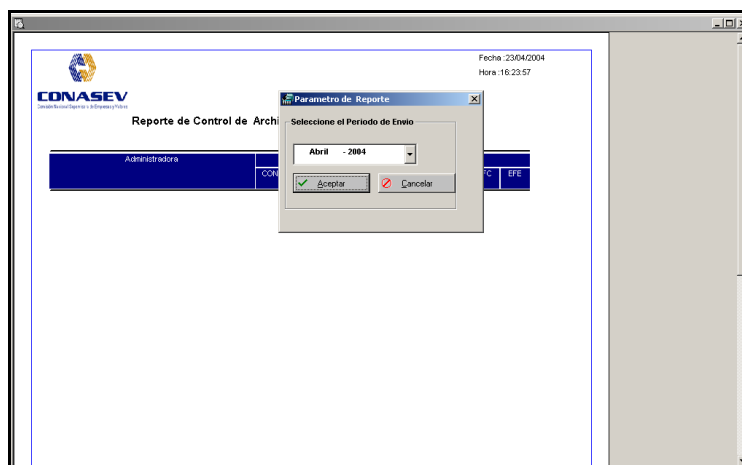 Fecha :23/04/2004
Hora :16:23:57
CONASEV
Reporte de Control de Archi
Parametro de Reporte
Seleccione el Periodo de Envio
Abril - 2004
Aceptar
Cancelar
Administradora
CON
FC
EFE